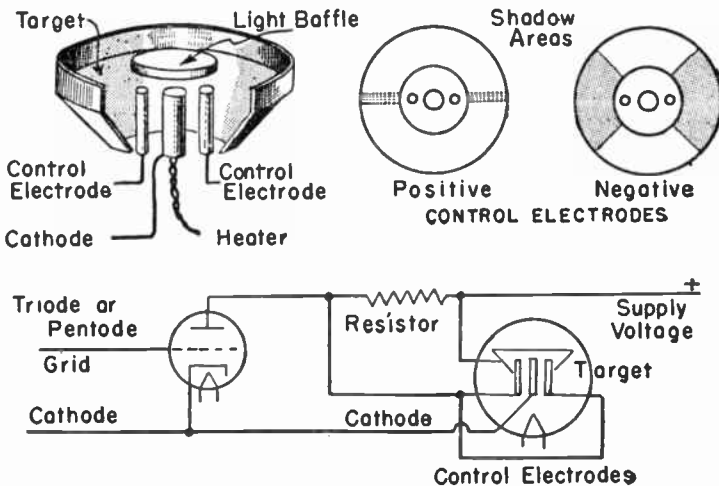 Target
Light Baffle
Shadow
Areas
Control
Electrode
Control
Electrode
Cathode
Heater
Positive
Negative
CONTROL ELECTRODES
Triode or
Pentode
Grid
Cathode
Resistor
Cathode
+
Supply
Voltage
Target
Control Electrodes